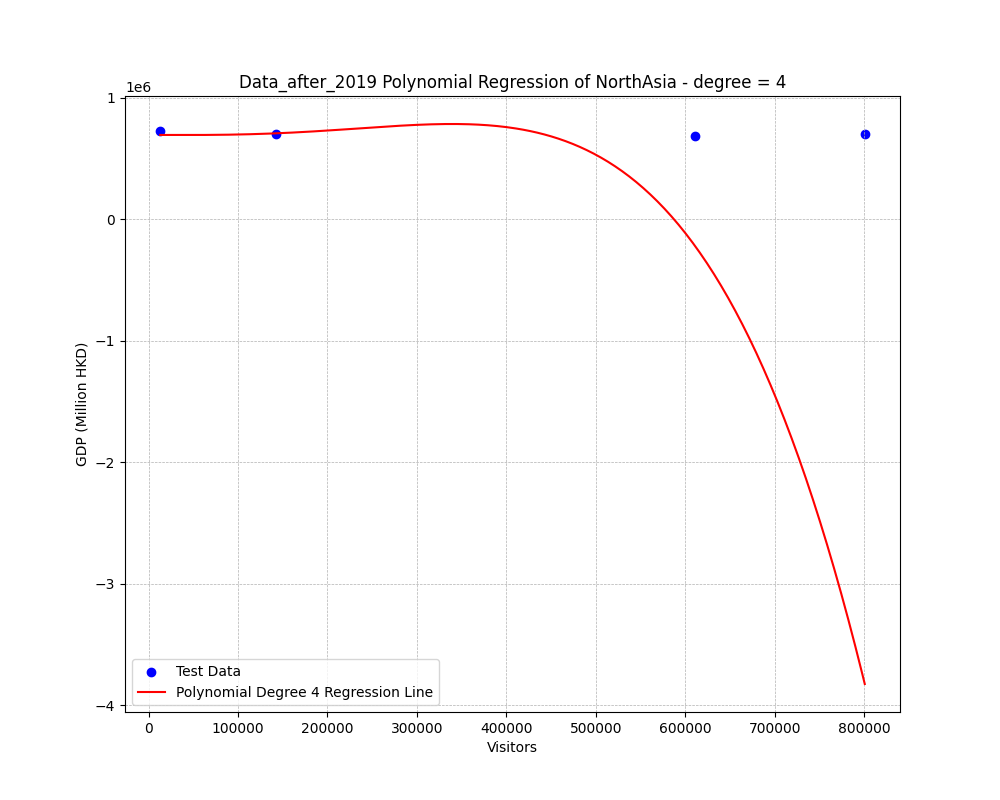 Data_after_2019 Polynomial Regression of NorthAsia - degree = 4
1e6
1
0
−1
−2
−3
−4
GDP (Million HKD)
Test Data
Polynomial Degree 4 Regression Line
0 100000 200000 300000 400000 500000 600000 700000 800000
Visitors